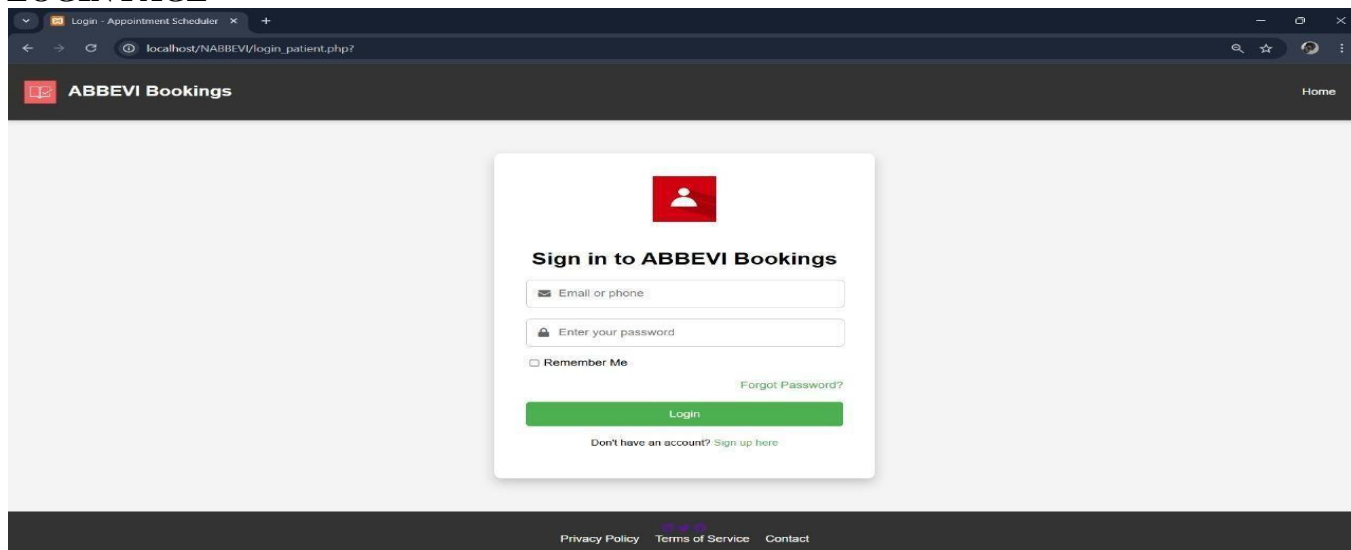 LOGIN PAGE
Login - Appointment Scheduler
localhost/NABBEVI/login_patient.php?
ABBEVI Bookings
Home
Sign in to ABBEVI Bookings
Email or phone
Enter your password
Remember Me
Forgot Password?
Login
Don't have an account? Sign up here
Privacy Policy Terms of Service Contact